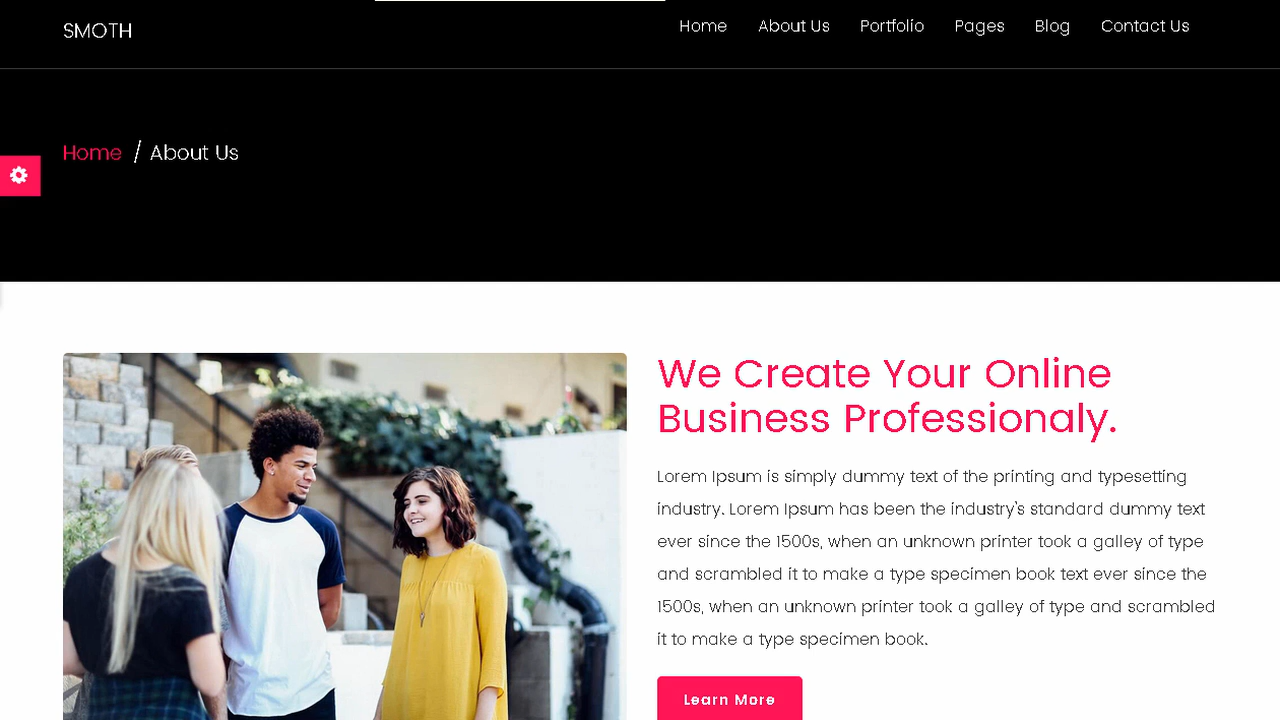 SMOTH
Home
About Us
Portfolio
Pages
Blog
Contact Us
Home / About Us
We Create Your Online
Business Professionaly.
Lorem Ipsum is simply dummy text of the printing and typesetting
industry. Lorem Ipsum has been the industry's standard dummy text
ever since the 1500s, when an unknown printer took a galley of type
and scrambled it to make a type specimen book text ever since the
1500s, when an unknown printer took a galley of type and scrambled
it to make a type specimen book.
Learn More